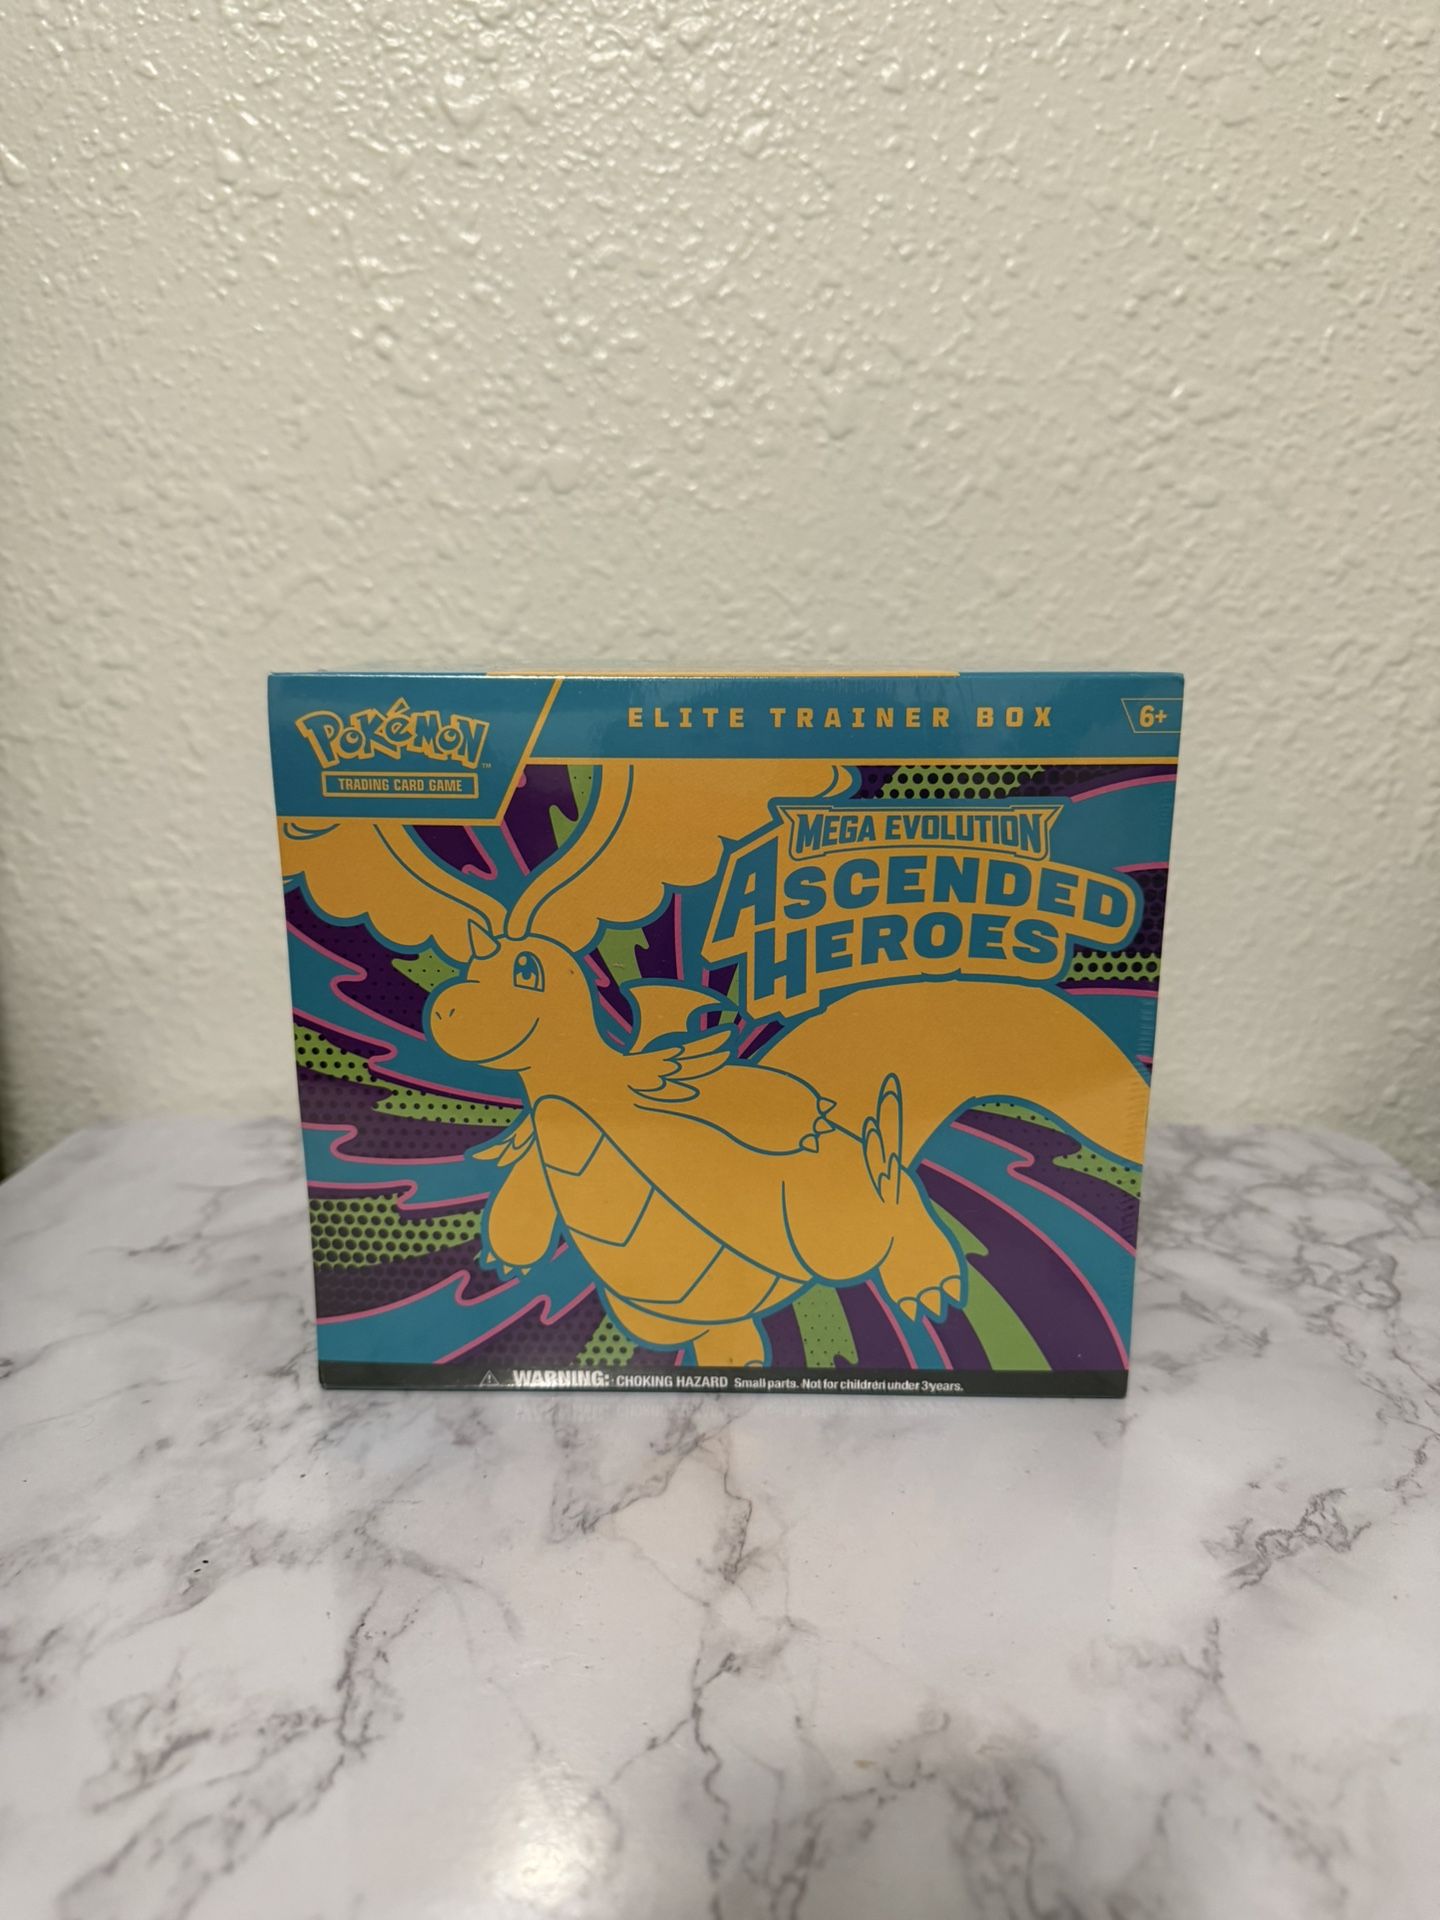 POKéMON™
TRADING CARD GAME
ELITE TRAINER BOX
6+
MEGA EVOLUTION
ASCENDED
HEROES
⚠ WARNING: CHOKING HAZARD Small parts. Not for children under 3 years.